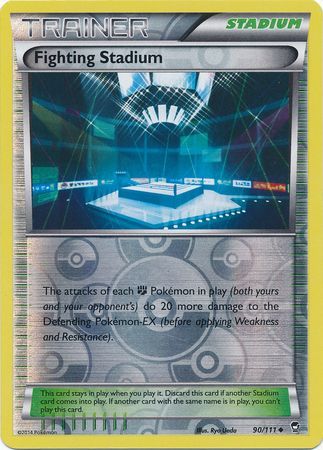 TRAINER
STADIUM
Fighting Stadium
The attacks of each Pokémon in play (both yours
and your opponent's) do 20 more damage to the
Defending Pokémon-EX (before applying Weakness
and Resistance).
This card stays in play when you play it. Discard this card if another Stadium
card comes into play. If another card with the same name is in play, you can't
play this card.
©2014 Pokémon
Illus. Ryo Ueda
90/111